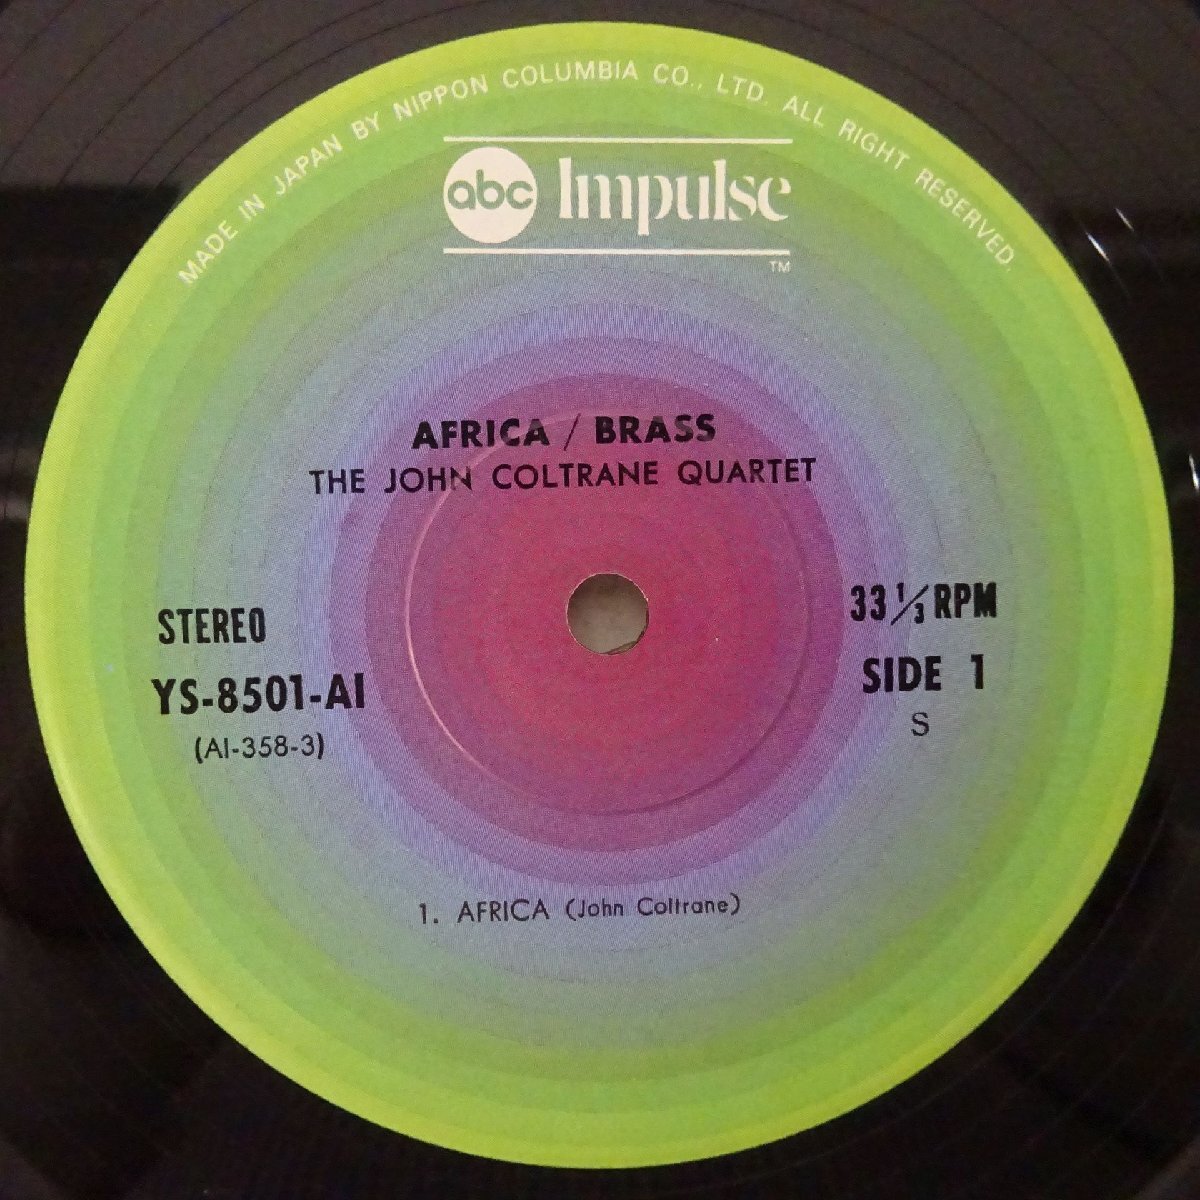 MADE IN JAPAN BY NIPPON COLUMBIA CO., LTD. ALL RIGHT RESERVED.
abc Impulse
TM
AFRICA / BRASS
THE JOHN COLTRANE QUARTET
STEREO
YS-8501-AI
(AI-358-3)
33 1/3 RPM
SIDE 1
S
1. AFRICA (John Coltrane)